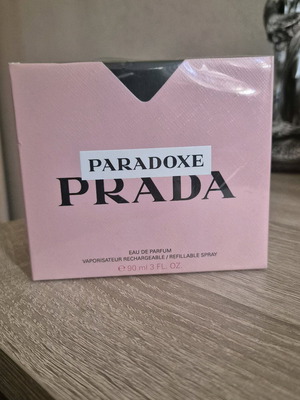 PARADOXE
PRADA
EAU DE PARFUM
VAPORISATEUR RECHARGEABLE / REFILLABLE SPRAY
℮ 90 ml 3 FL. OZ.